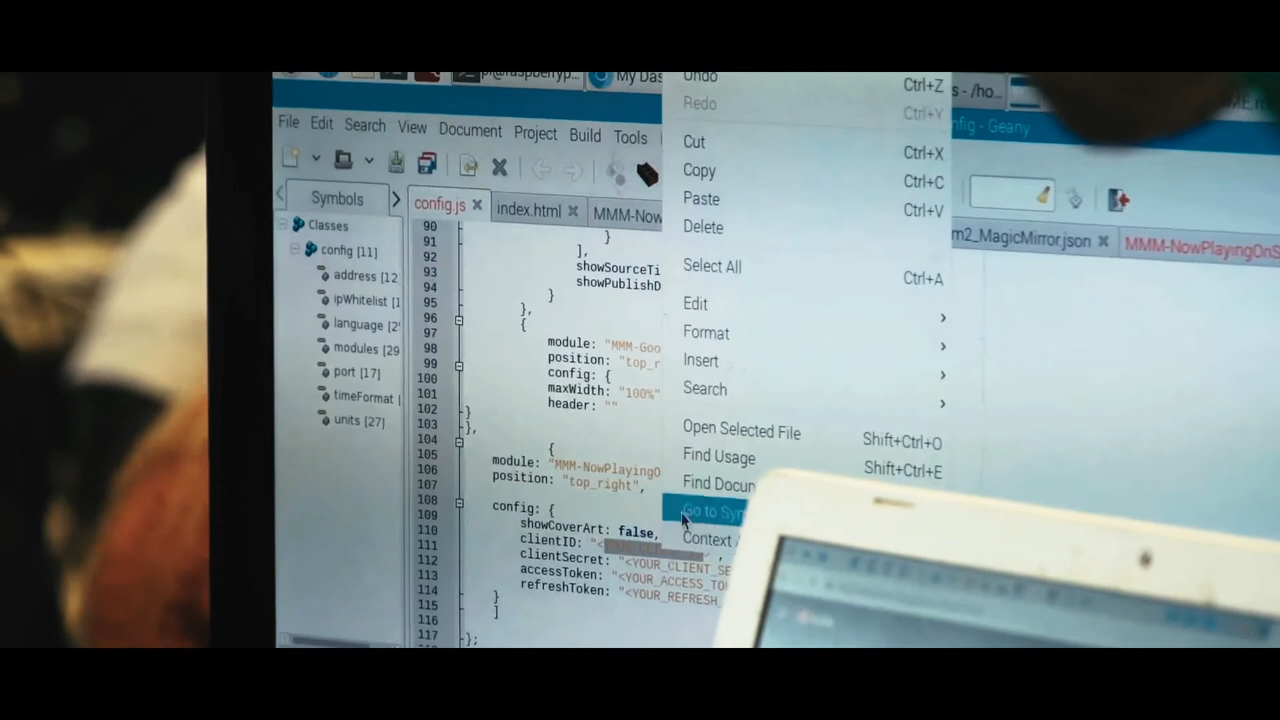 My Das
File Edit Search View Document Project Build Tools
nfig - Geany
s - /ho...
Symbols
config.js
index.html
MMM-Now
m2_MagicMirror.json
MMM-NowPlayingOnS
Classes
config [11]
address [12
ipWhitelist [1
language [2
modules [29
port [17]
timeFormat [
units [27]
90
91 }
92 ],
93 showSourceTi
94 showPublishD
95 }
96 },
97 {
98 module: "MMM-Goo
99 position: "top_r
100 config: {
101 maxWidth: "100%"
102 header: ""
103 }
104 },
105 {
106 module: "MMM-NowPlayingO
107 position: "top_right",
108
109 config: {
110 showCoverArt: false,
111 clientID: "<
112 clientSecret: "<YOUR_CLIENT_SE
113 accessToken: "<YOUR_ACCESS_TO
114 refreshToken: "<YOUR_REFRESH_
115 }
116 ]
117 };
Undo Ctrl+Z
Redo Ctrl+Y
Cut Ctrl+X
Copy Ctrl+C
Paste Ctrl+V
Delete
Select All Ctrl+A
Edit
Format
Insert
Search
Open Selected File Shift+Ctrl+O
Find Usage Shift+Ctrl+E
Find Docun
Go to Sym
Context